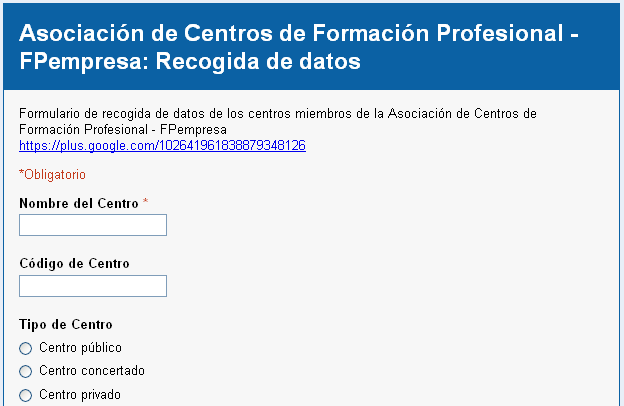 Asociación de Centros de Formación Profesional -
FPempresa: Recogida de datos
Formulario de recogida de datos de los centros miembros de la Asociación de Centros de
Formación Profesional - FPempresa
https://plus.google.com/102641961838879348126
*Obligatorio
Nombre del Centro *
Código de Centro
Tipo de Centro
Centro público
Centro concertado
Centro privado